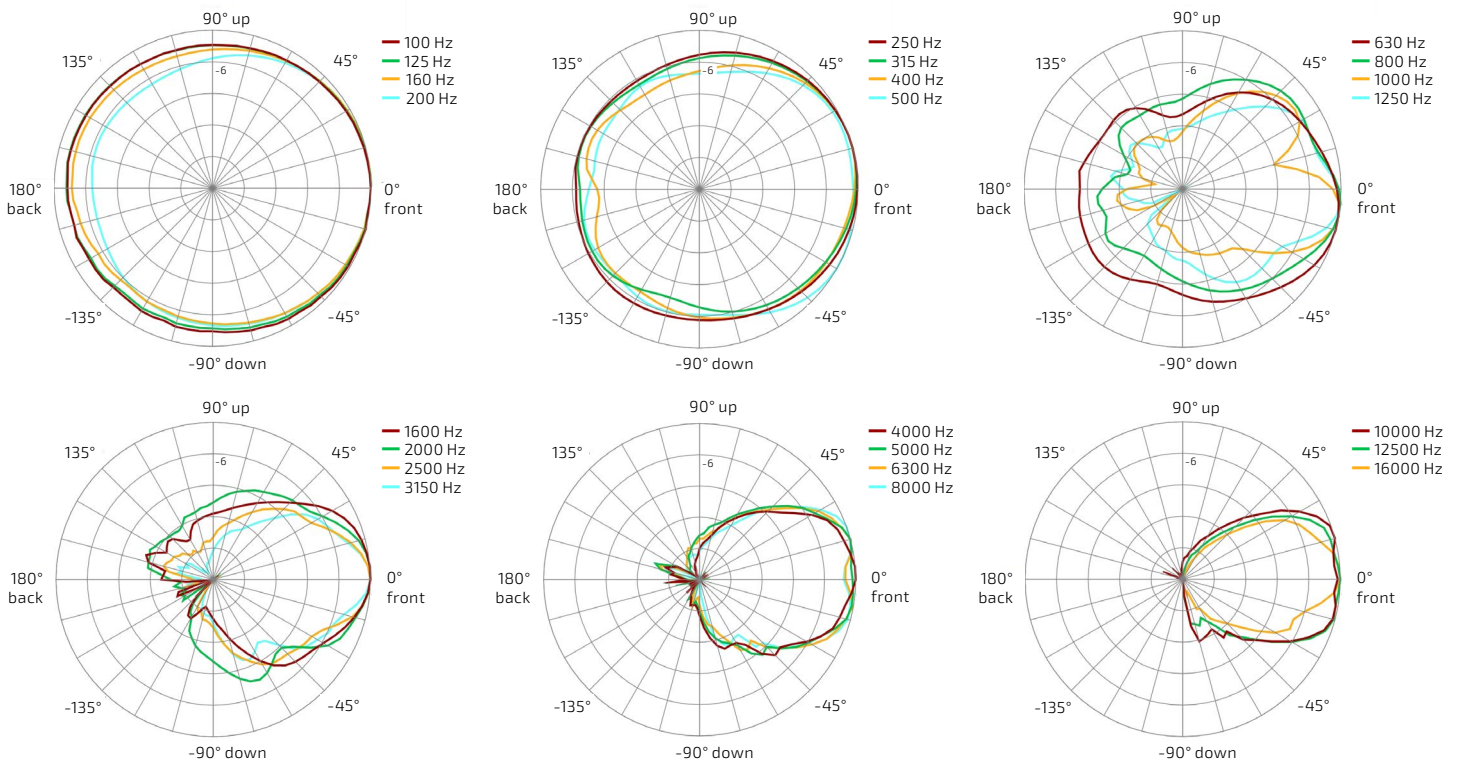 90° up
135°
45°
-6
180°
back
0°
front
-135°
-45°
-90° down
100 Hz
125 Hz
160 Hz
200 Hz
90° up
135°
45°
-6
180°
back
0°
front
-135°
-45°
-90° down
250 Hz
315 Hz
400 Hz
500 Hz
90° up
135°
45°
-6
180°
back
0°
front
-135°
-45°
-90° down
630 Hz
800 Hz
1000 Hz
1250 Hz
90° up
135°
45°
-6
180°
back
0°
front
-135°
-45°
-90° down
1600 Hz
2000 Hz
2500 Hz
3150 Hz
90° up
135°
45°
-6
180°
back
0°
front
-135°
-45°
-90° down
4000 Hz
5000 Hz
6300 Hz
8000 Hz
90° up
135°
45°
-6
180°
back
0°
front
-135°
-45°
-90° down
10000 Hz
12500 Hz
16000 Hz